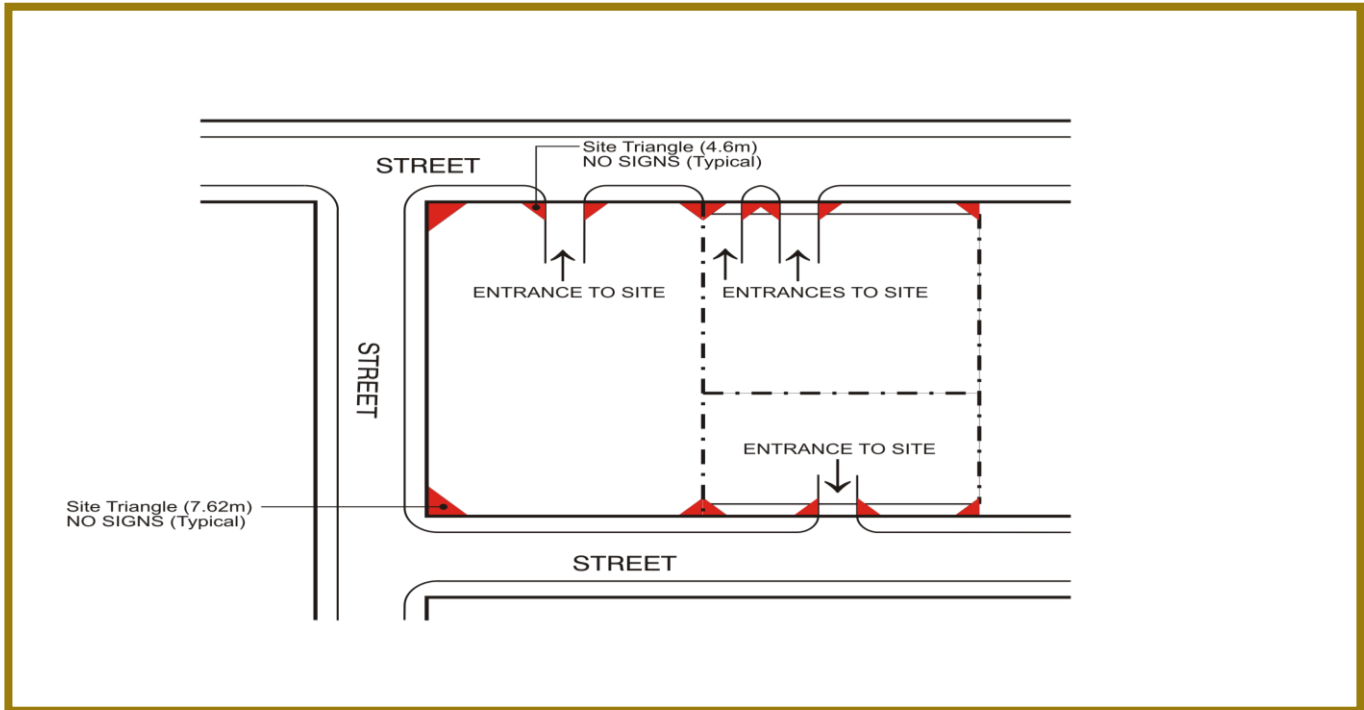 Site Triangle (4.6m)
NO SIGNS (Typical)
STREET
ENTRANCE TO SITE
ENTRANCES TO SITE
STREET
ENTRANCE TO SITE
Site Triangle (7.62m)
NO SIGNS (Typical)
STREET